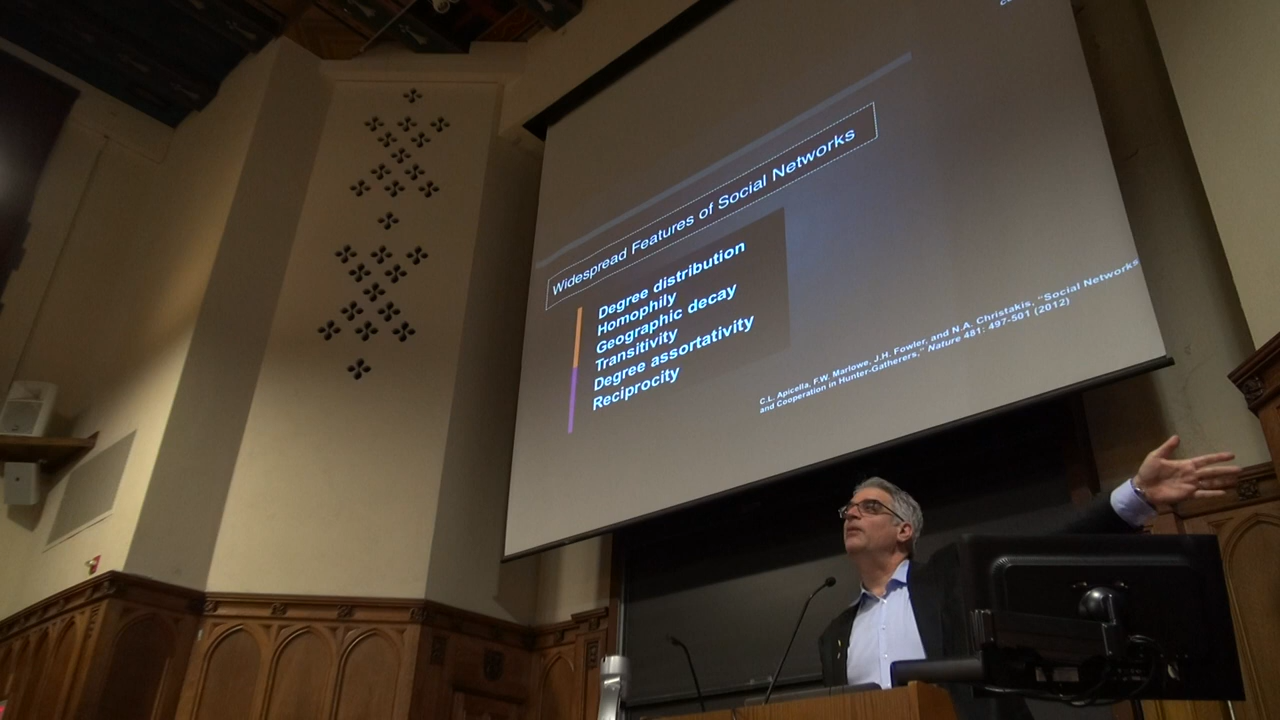 Widespread Features of Social Networks
Degree distribution
Homophily
Geographic decay
Transitivity
Degree assortativity
Reciprocity
C.L. Apicella, F.W. Marlowe, J.H. Fowler, and N.A. Christakis, "Social Networks
and Cooperation in Hunter-Gatherers," Nature 481: 497-501 (2012)